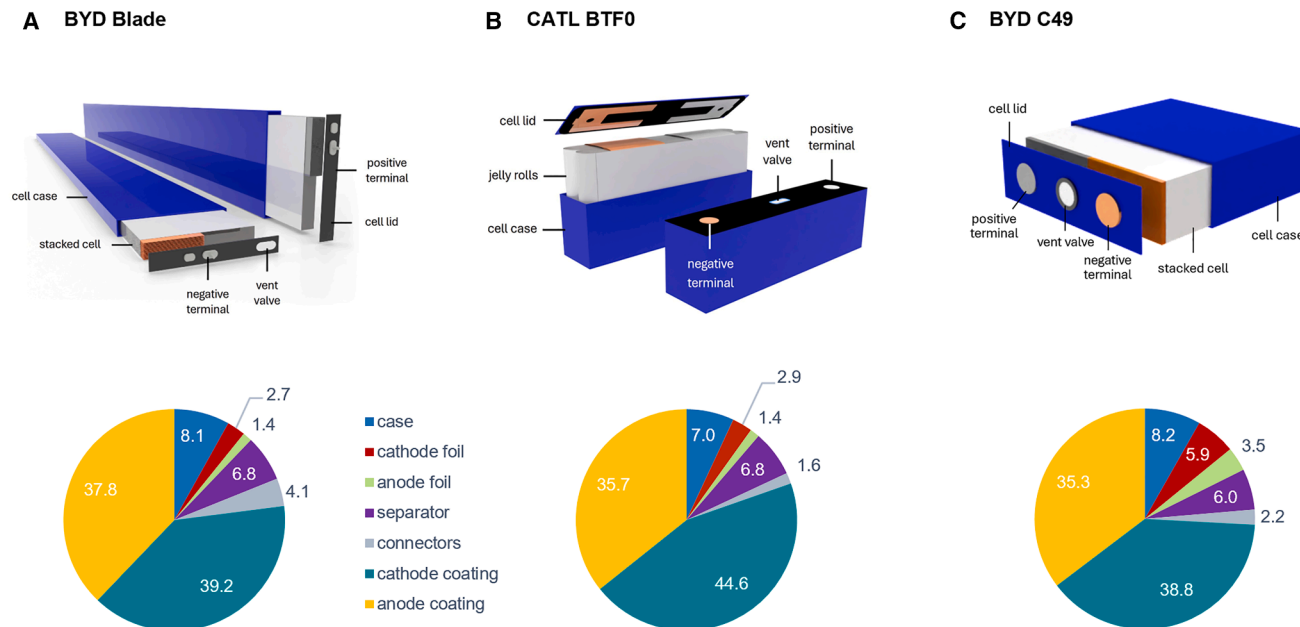 A BYD Blade
B CATL BTF0
C BYD C49
cell case
stacked cell
negative
terminal
vent
valve
positive
terminal
cell lid
cell lid
jelly rolls
cell case
vent
valve
positive
terminal
negative
terminal
cell lid
positive
terminal
vent valve
negative
terminal
stacked cell
cell case
8.1
2.7
1.4
6.8
4.1
39.2
37.8
case
cathode foil
anode foil
separator
connectors
cathode coating
anode coating
7.0
2.9
1.4
6.8
1.6
44.6
35.7
8.2
5.9
3.5
6.0
2.2
38.8
35.3